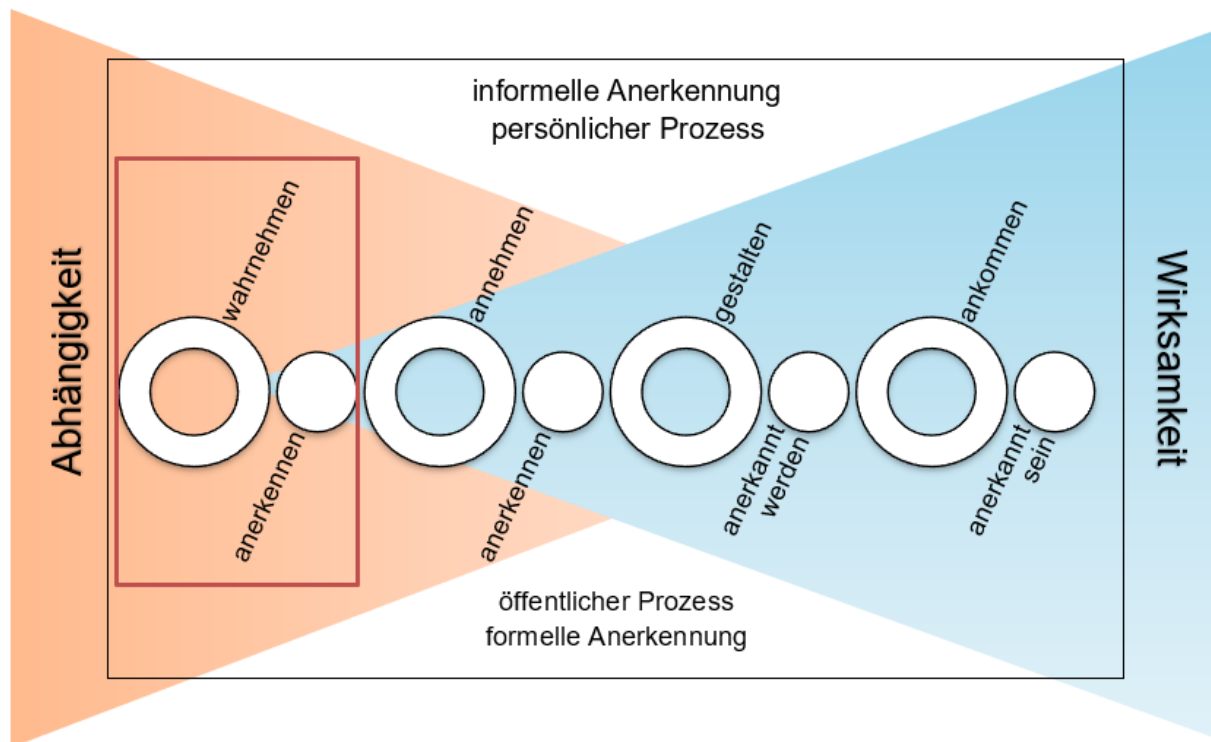 informelle Anerkennung
persönlicher Prozess
Abhängigkeit
wahrnehmen
annehmen
gestalten
ankommen
anerkennen
anerkennen
anerkannt
werden
anerkannt
sein
Wirksamkeit
öffentlicher Prozess
formelle Anerkennung